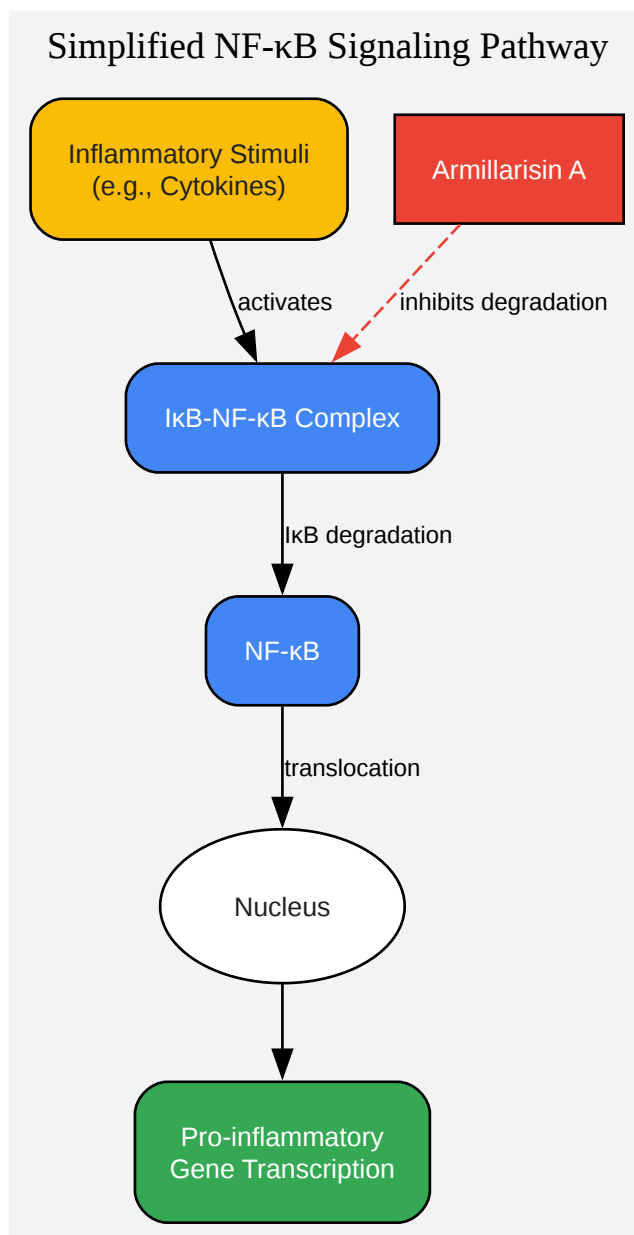 Simplified NF-κB Signaling Pathway
Inflammatory Stimuli
(e.g., Cytokines)
Armillarisin A
activates
inhibits degradation
IκB-NF-κB Complex
IκB degradation
NF-κB
translocation
Nucleus
Pro-inflammatory
Gene Transcription